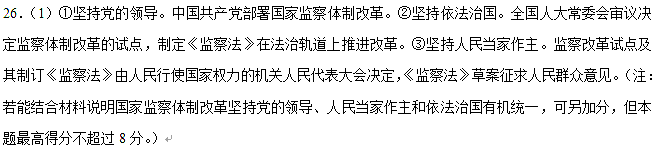 26．（1）①坚持党的领导。中国共产党部署国家监察体制改革。②坚持依法治国。全国人大常委会审议决
定监察体制改革的试点，制定《监察法》在法治轨道上推进改革。③坚持人民当家作主。监察改革试点及
其制订《监察法》由人民行使国家权力的机关人民代表大会决定，《监察法》草案征求人民群众意见。（注：
若能结合材料说明国家监察体制改革坚持党的领导、人民当家作主和依法治国有机统一，可另加分，但本
题最高得分不超过 8 分。）